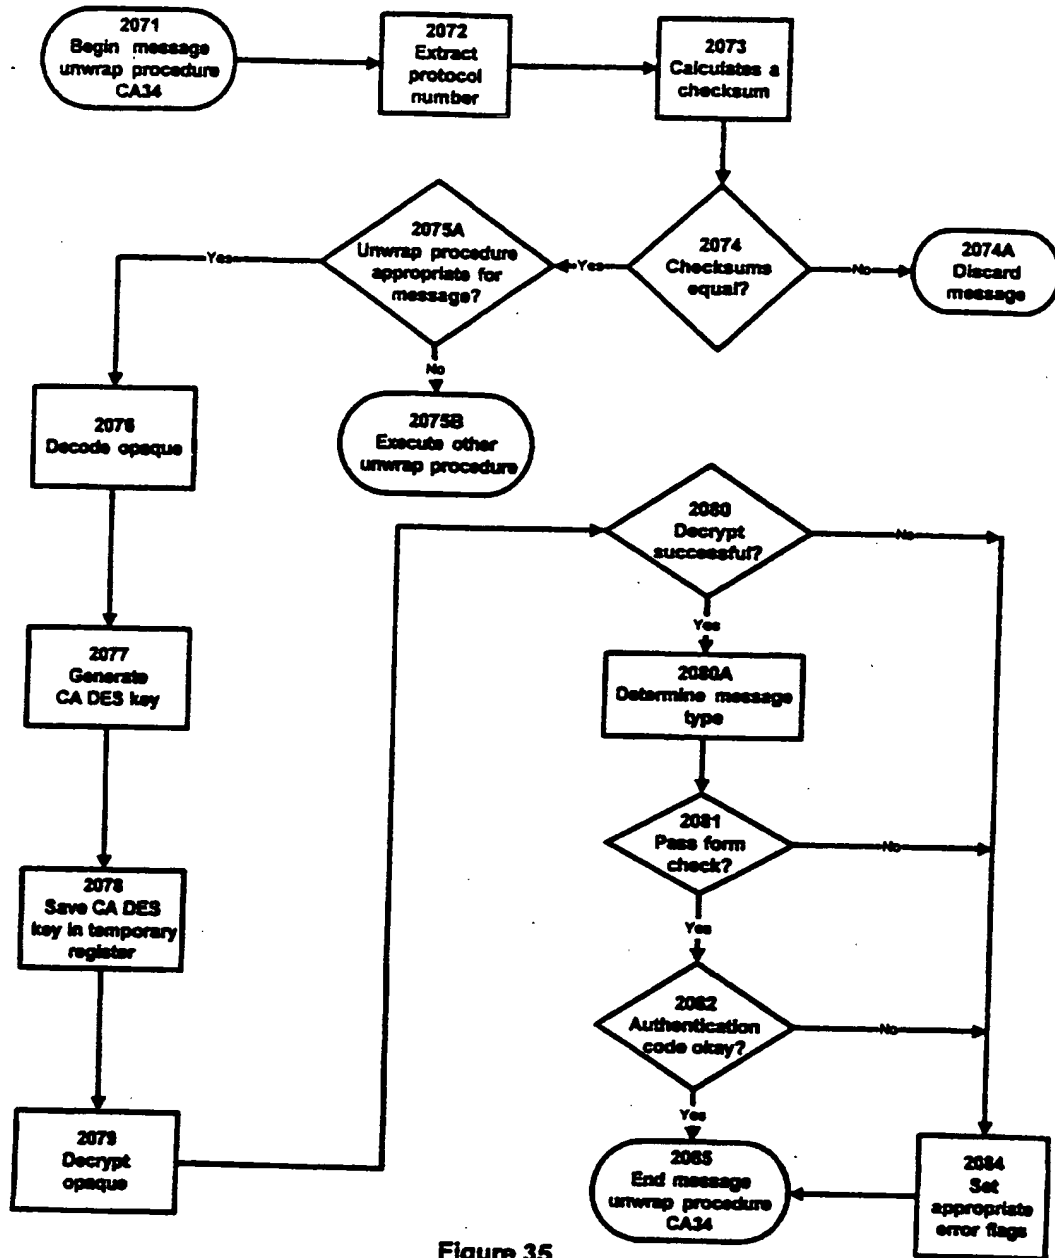 2071
Begin message
unwrap procedure
CA34
2072
Extract
protocol
number
2073
Calculates a
checksum
2074
Checksums
equal?
No
2074A
Discard
message
Yes
2075A
Unwrap procedure
appropriate for
message?
Yes
No
2075B
Execute other
unwrap procedure
2076
Decode opaque
2077
Generate
CA DES key
2078
Save CA DES
key in temporary
register
2079
Decrypt
opaque
2080
Decrypt
successful?
No
Yes
2080A
Determine message
type
2081
Pass form
check?
No
Yes
2082
Authentication
code okay?
No
Yes
2085
End message
unwrap procedure
CA34
2084
Set
appropriate
error flags
Figure 35